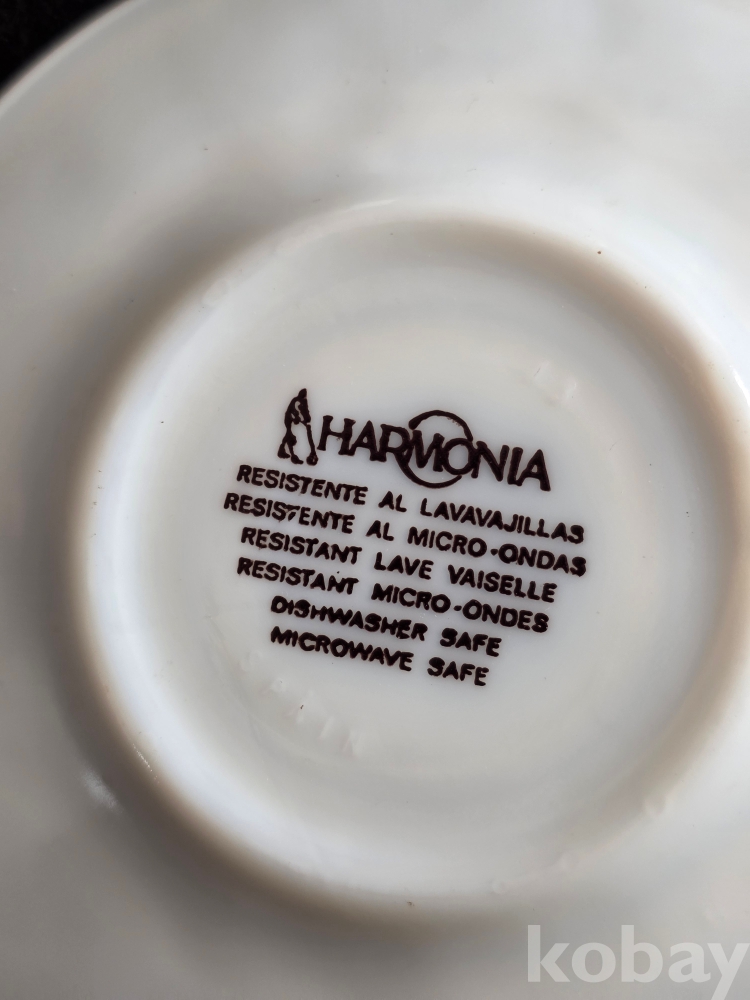 HARMONIA
RESISTENTE AL LAVAVAJILLAS
RESISTENTE AL MICRO-ONDAS
RESISTANT LAVE VAISELLE
RESISTANT MICRO-ONDES
DISHWASHER SAFE
MICROWAVE SAFE
kobay